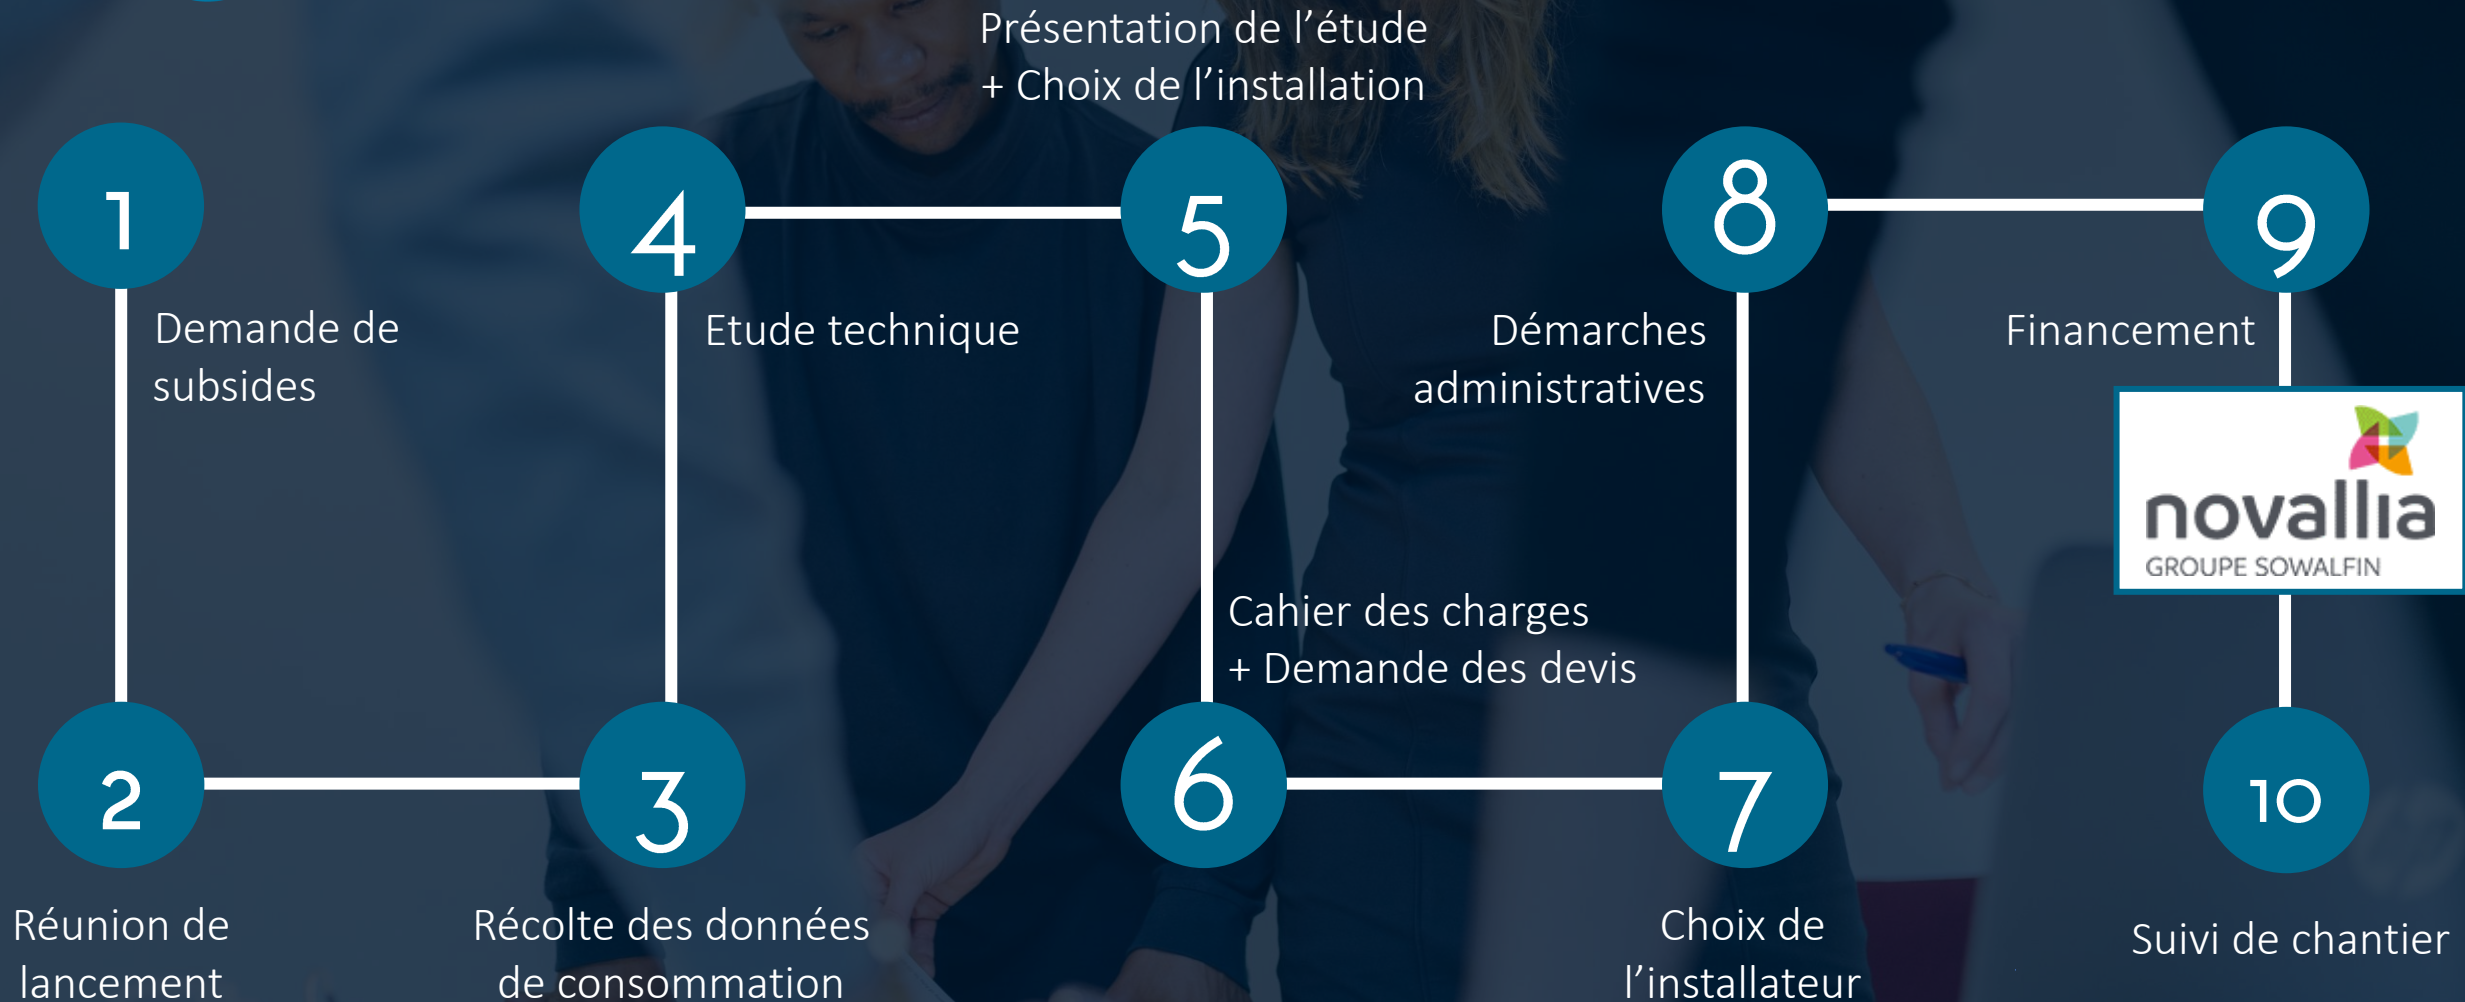 Présentation de l’étude
+ Choix de l’installation
1
Demande de
subsides
2
Réunion de
lancement
3
Récolte des données
de consommation
4
Etude technique
5
6
Cahier des charges
+ Demande des devis
7
Choix de
l’installateur
8
Démarches
administratives
9
Financement
novallia
GROUPE SOWALFIN
10
Suivi de chantier